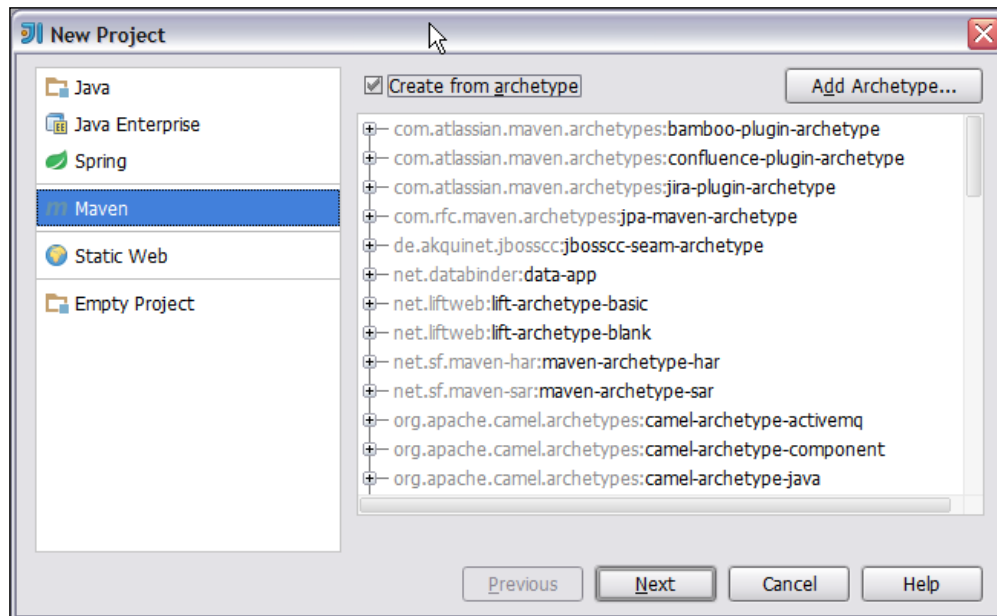 New Project
Java
Java Enterprise
Spring
Maven
Static Web
Empty Project
Create from archetype
Add Archetype...
com.atlassian.maven.archetypes:bamboo-plugin-archetype
com.atlassian.maven.archetypes:confluence-plugin-archetype
com.atlassian.maven.archetypes:jira-plugin-archetype
com.rfc.maven.archetypes:jpa-maven-archetype
de.akquinet.jbosscc:jbosscc-seam-archetype
net.databinder:data-app
net.liftweb:lift-archetype-basic
net.liftweb:lift-archetype-blank
net.sf.maven-har:maven-archetype-har
net.sf.maven-sar:maven-archetype-sar
org.apache.camel.archetypes:camel-archetype-activemq
org.apache.camel.archetypes:camel-archetype-component
org.apache.camel.archetypes:camel-archetype-java
Previous
Next
Cancel
Help